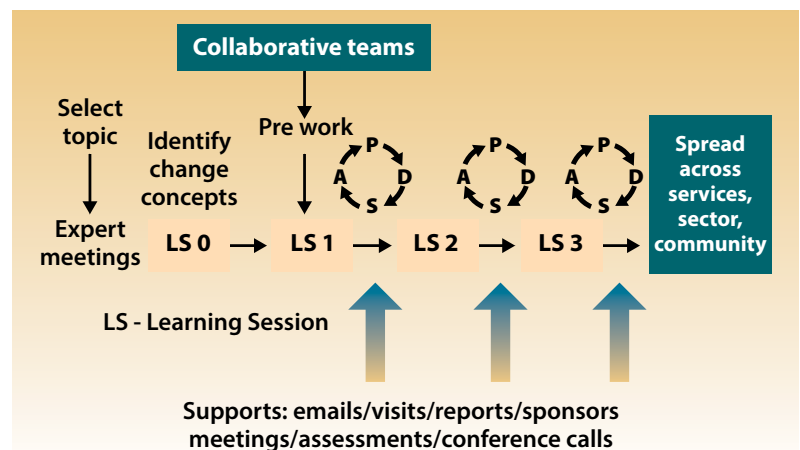 Collaborative teams
Select
topic
Identify
change
concepts
Pre work
P
A
D
S
P
A
D
S
P
A
D
S
Spread
across
services,
sector,
community
Expert
meetings
LS 0
LS 1
LS 2
LS 3
LS - Learning Session
Supports: emails/visits/reports/sponsors
meetings/assessments/conference calls